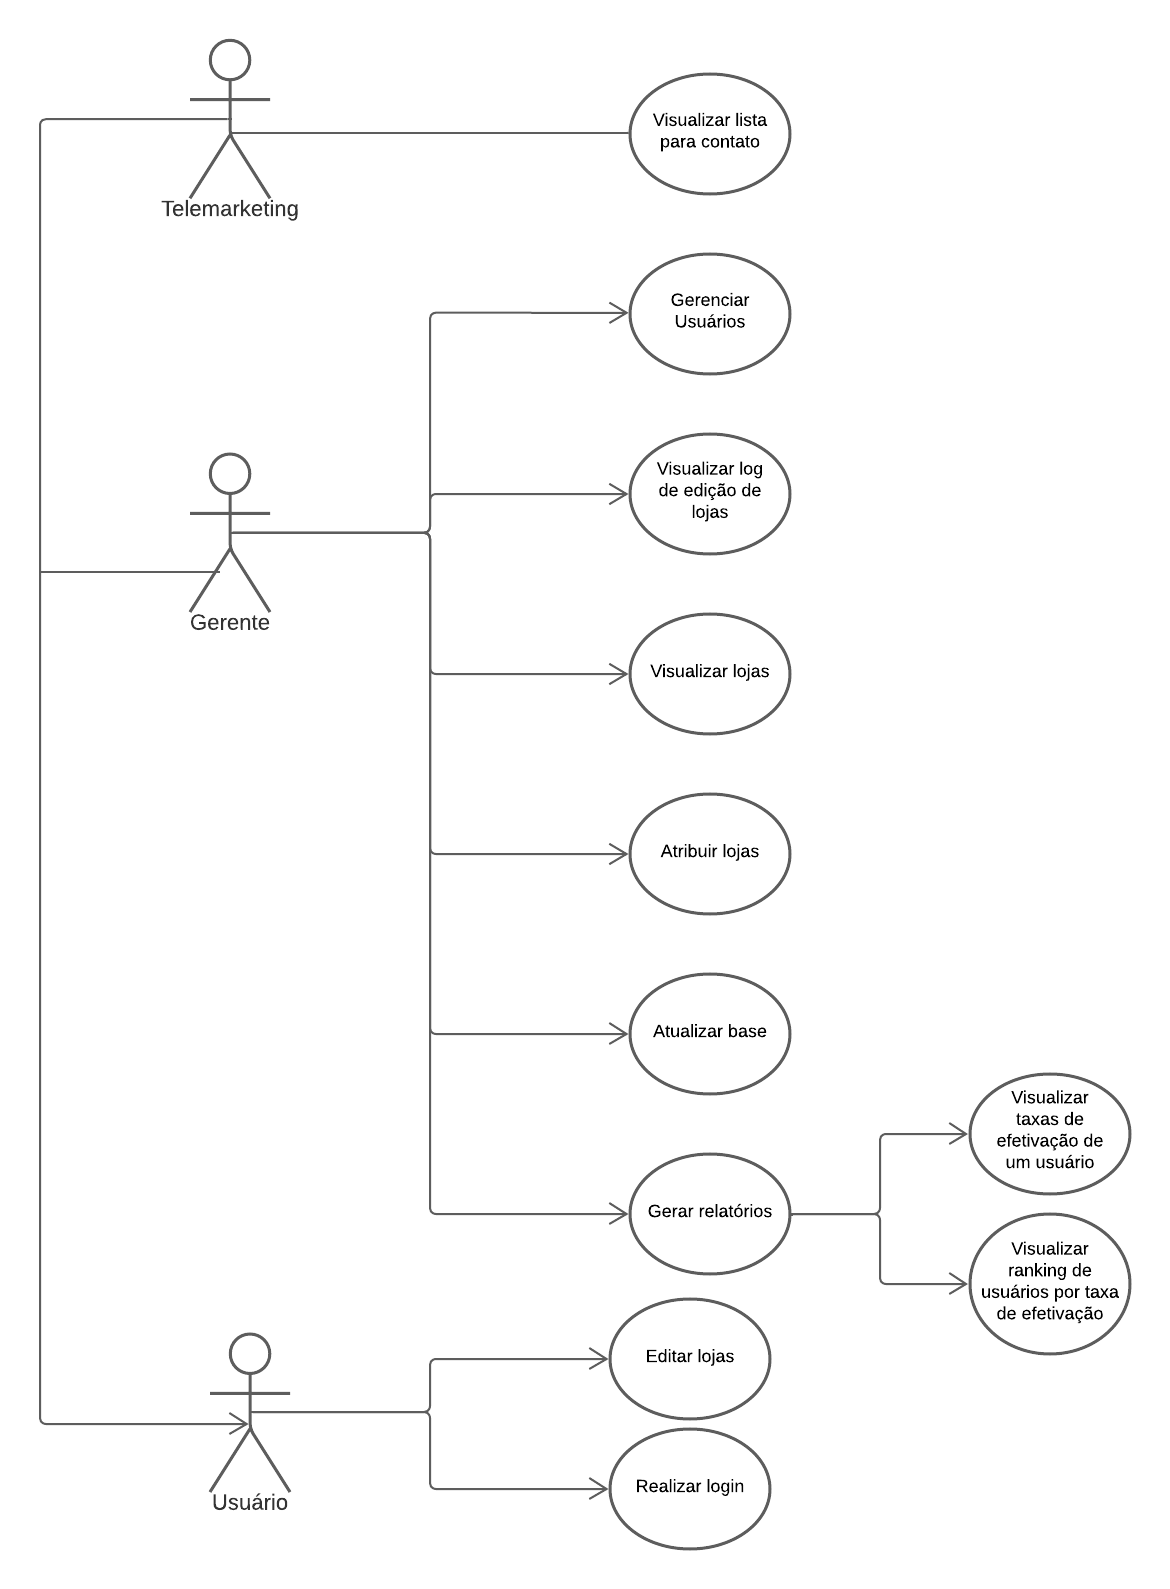 Visualizar lista
para contato
Telemarketing
Gerenciar
Usuários
Visualizar log
de edição de
lojas
Gerente
Visualizar lojas
Atribuir lojas
Atualizar base
Visualizar
taxas de
efetivação de
um usuário
Gerar relatórios
Visualizar
ranking de
usuários por taxa
de efetivação
Editar lojas
Realizar login
Usuário